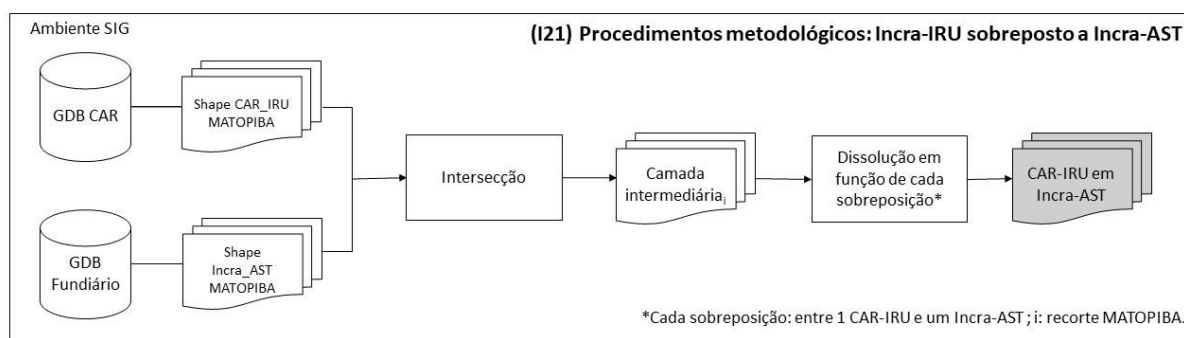 Ambiente SIG
(I21) Procedimentos metodológicos: Incra-IRU sobreposto a Incra-AST
GDB CAR
Shape CAR_IRU
MATOPIBA
Intersecção
Camada
intermediáriaᵢ
Dissolução em
função de cada
sobreposição*
CAR-IRU em
Incra-AST
GDB
Fundiário
Shape
Incra_AST
MATOPIBA
*Cada sobreposição: entre 1 CAR-IRU e um Incra-AST; i: recorte MATOPIBA.